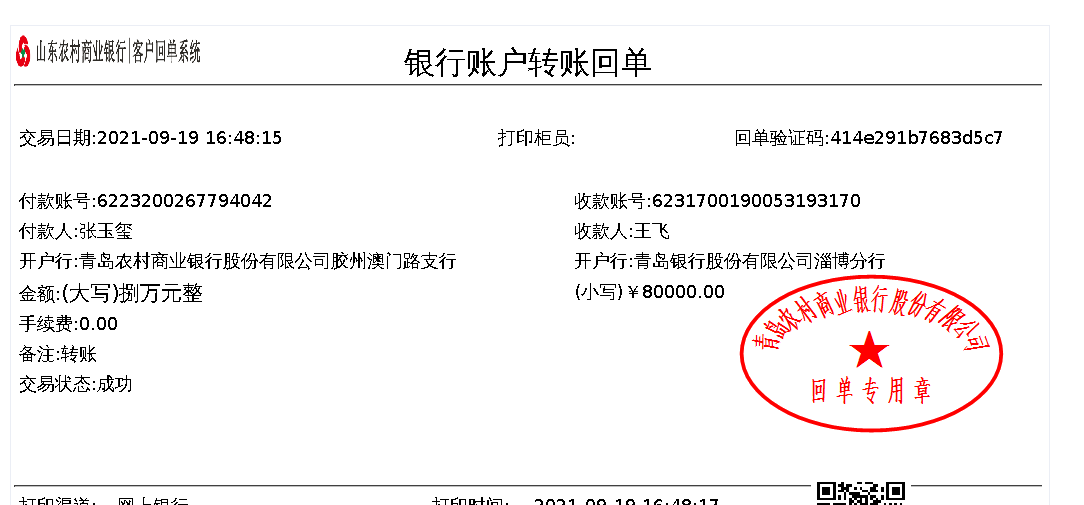 山东农村商业银行|客户回单系统
银行账户转账回单
交易日期:2021-09-19 16:48:15 打印柜员: 回单验证码:414e291b7683d5c7
付款账号:6223200267794042 收款账号:6231700190053193170
付款人:张玉玺 收款人:王飞
开户行:青岛农村商业银行股份有限公司胶州澳门路支行 开户行:青岛银行股份有限公司淄博分行
金额:(大写)捌万元整 (小写)￥80000.00
手续费:0.00
备注:转账
交易状态:成功
青岛农村商业银行股份有限公司
回单专用章
打印渠道: 网上银行 打印时间: 2021-09-19 16:48:17